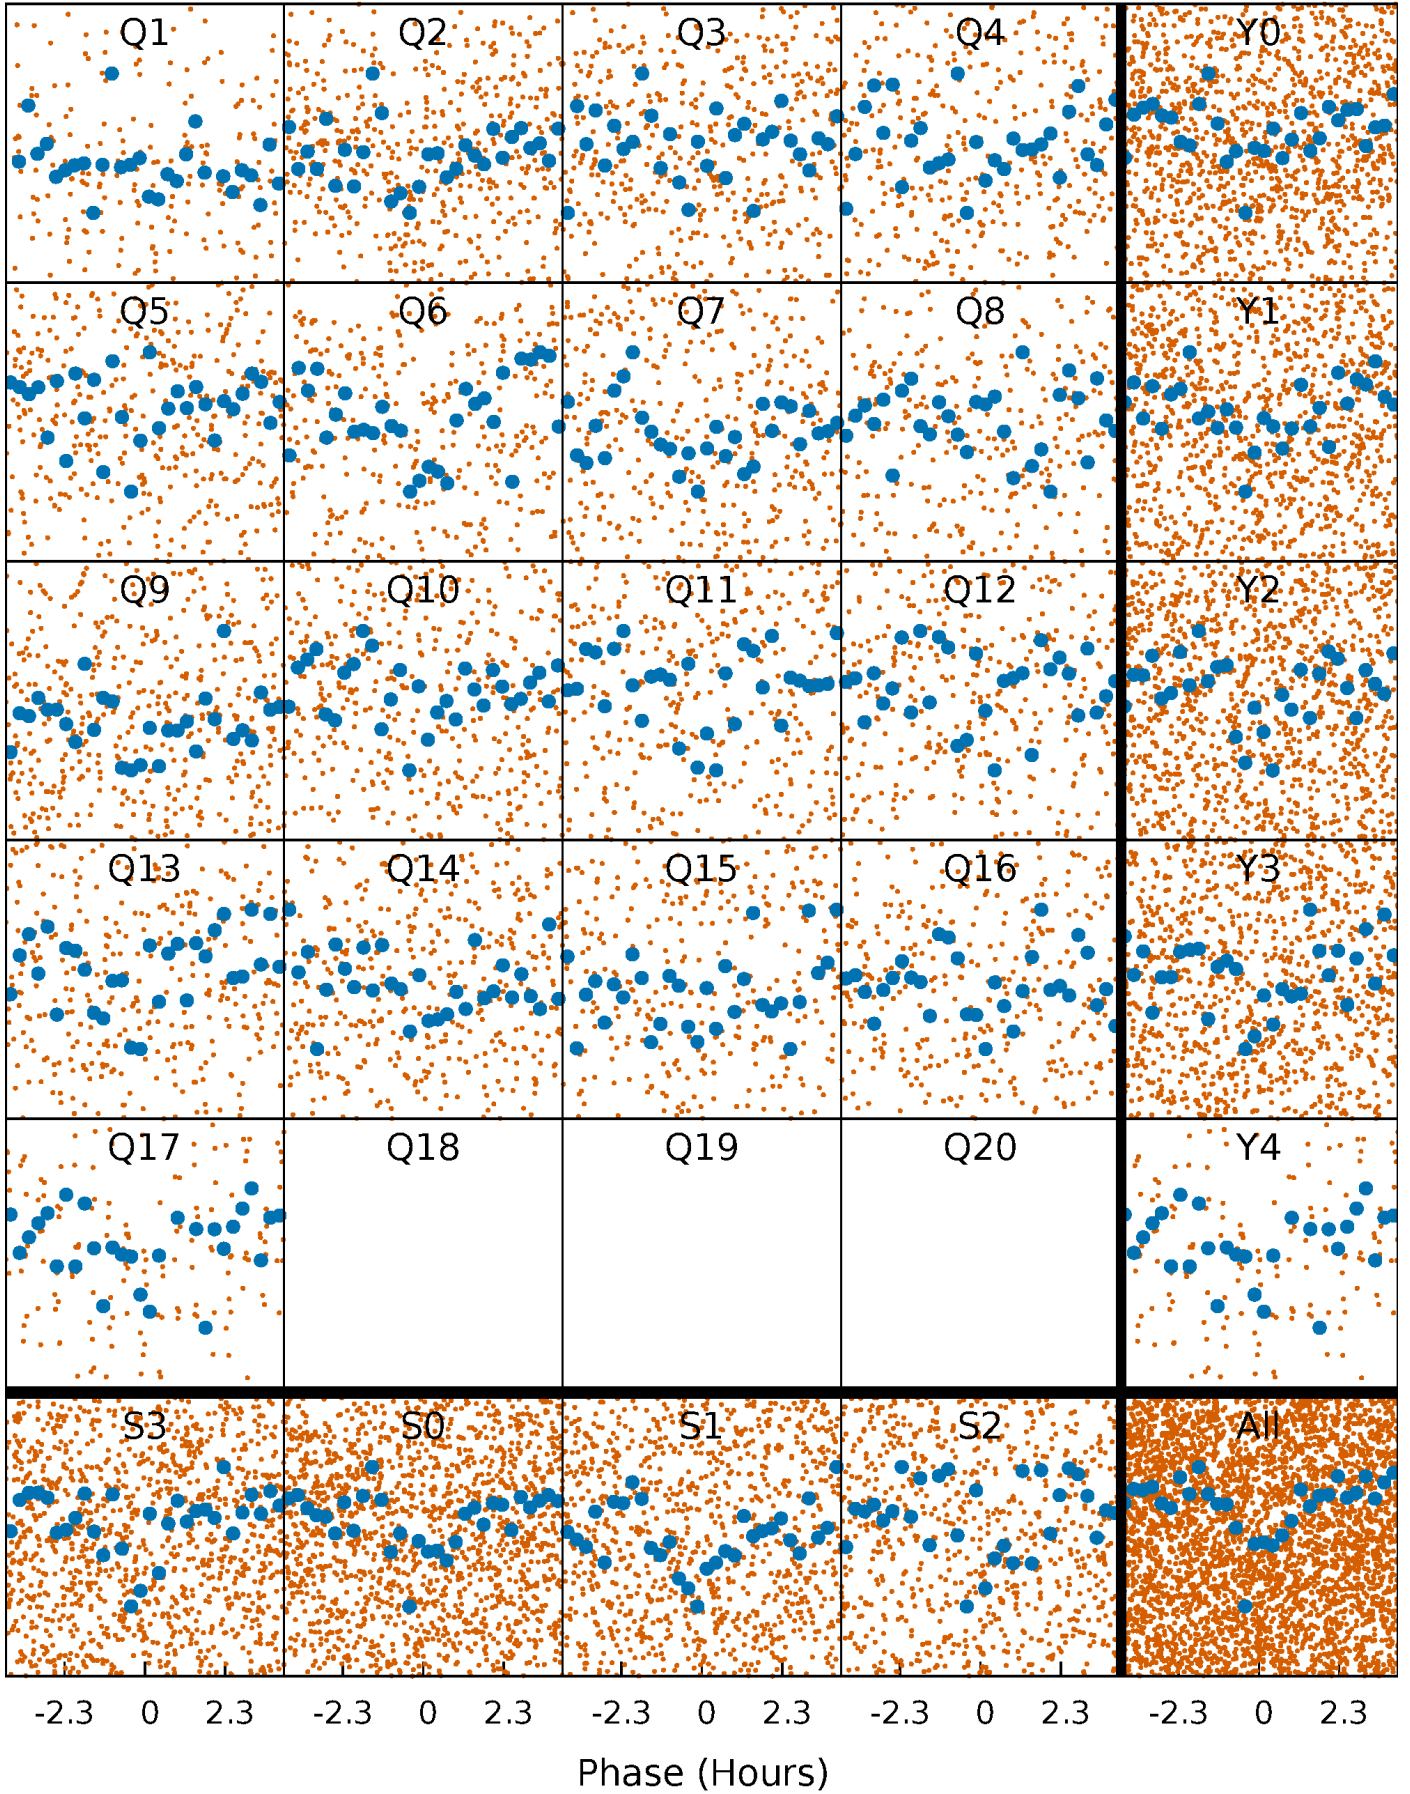 Q1 Q2 Q3 Q4 Y0
Q5 Q6 Q7 Q8 Y1
Q9 Q10 Q11 Q12 Y2
Q13 Q14 Q15 Q16 Y3
Q17 Q18 Q19 Q20 Y4
S3 S0 S1 S2 All
-2.3 0 2.3 -2.3 0 2.3 -2.3 0 2.3 -2.3 0 2.3 -2.3 0 2.3
Phase (Hours)